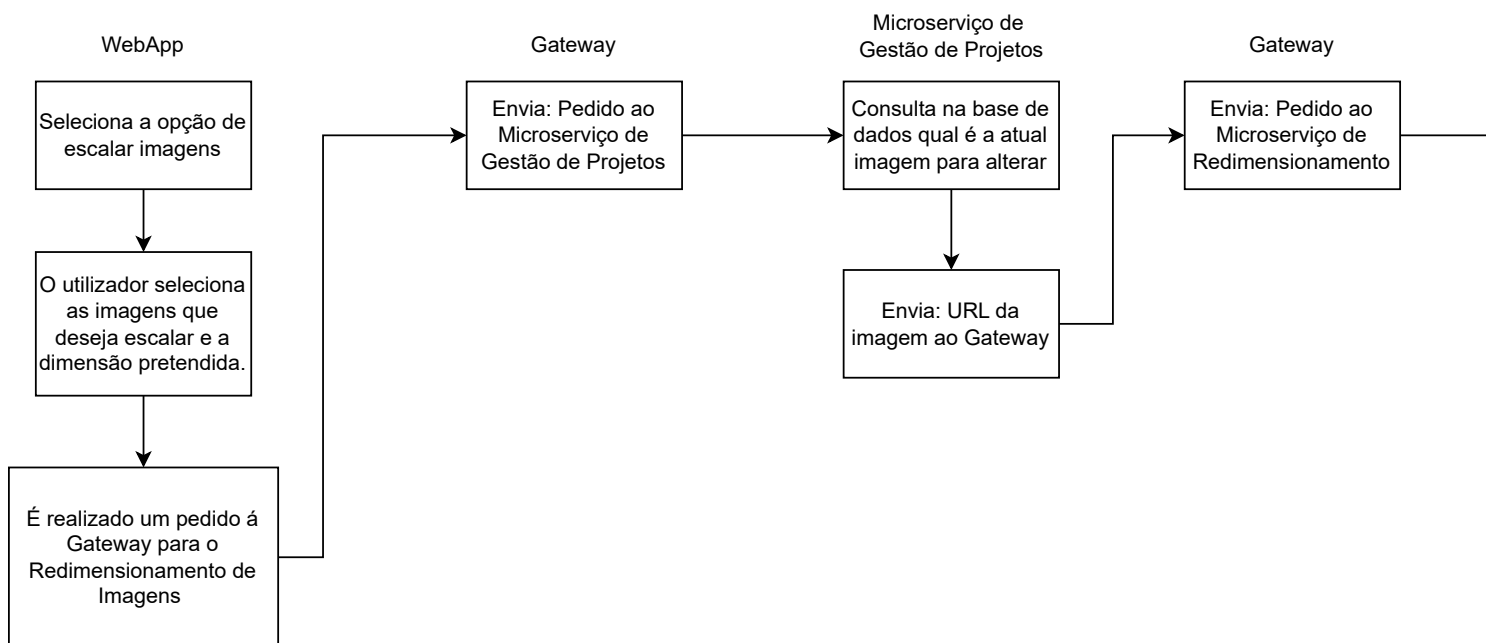 WebApp
Seleciona a opção de
escalar imagens
O utilizador seleciona
as imagens que
deseja escalar e a
dimensão pretendida.
É realizado um pedido á
Gateway para o
Redimensionamento de
Imagens
Gateway
Envia: Pedido ao
Microserviço de
Gestão de Projetos
Microserviço de
Gestão de Projetos
Consulta na base de
dados qual é a atual
imagem para alterar
Envia: URL da
imagem ao Gateway
Gateway
Envia: Pedido ao
Microserviço de
Redimensionamento